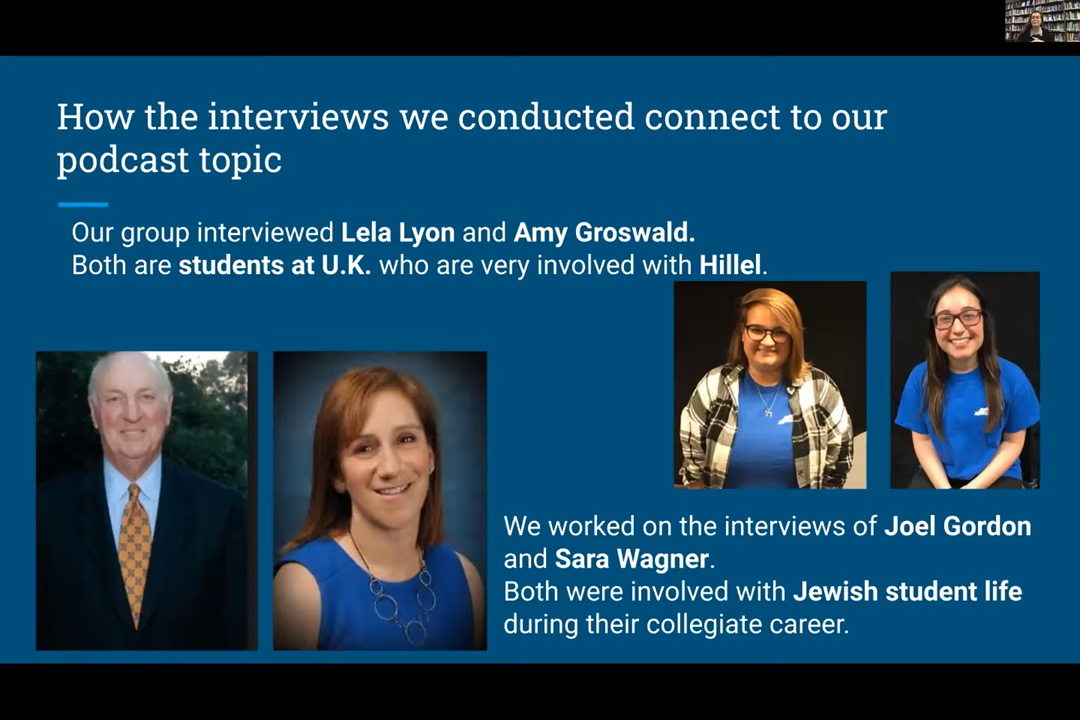 How the interviews we conducted connect to our
podcast topic
Our group interviewed Lela Lyon and Amy Groswald.
Both are students at U.K. who are very involved with Hillel.
We worked on the interviews of Joel Gordon
and Sara Wagner.
Both were involved with Jewish student life
during their collegiate career.